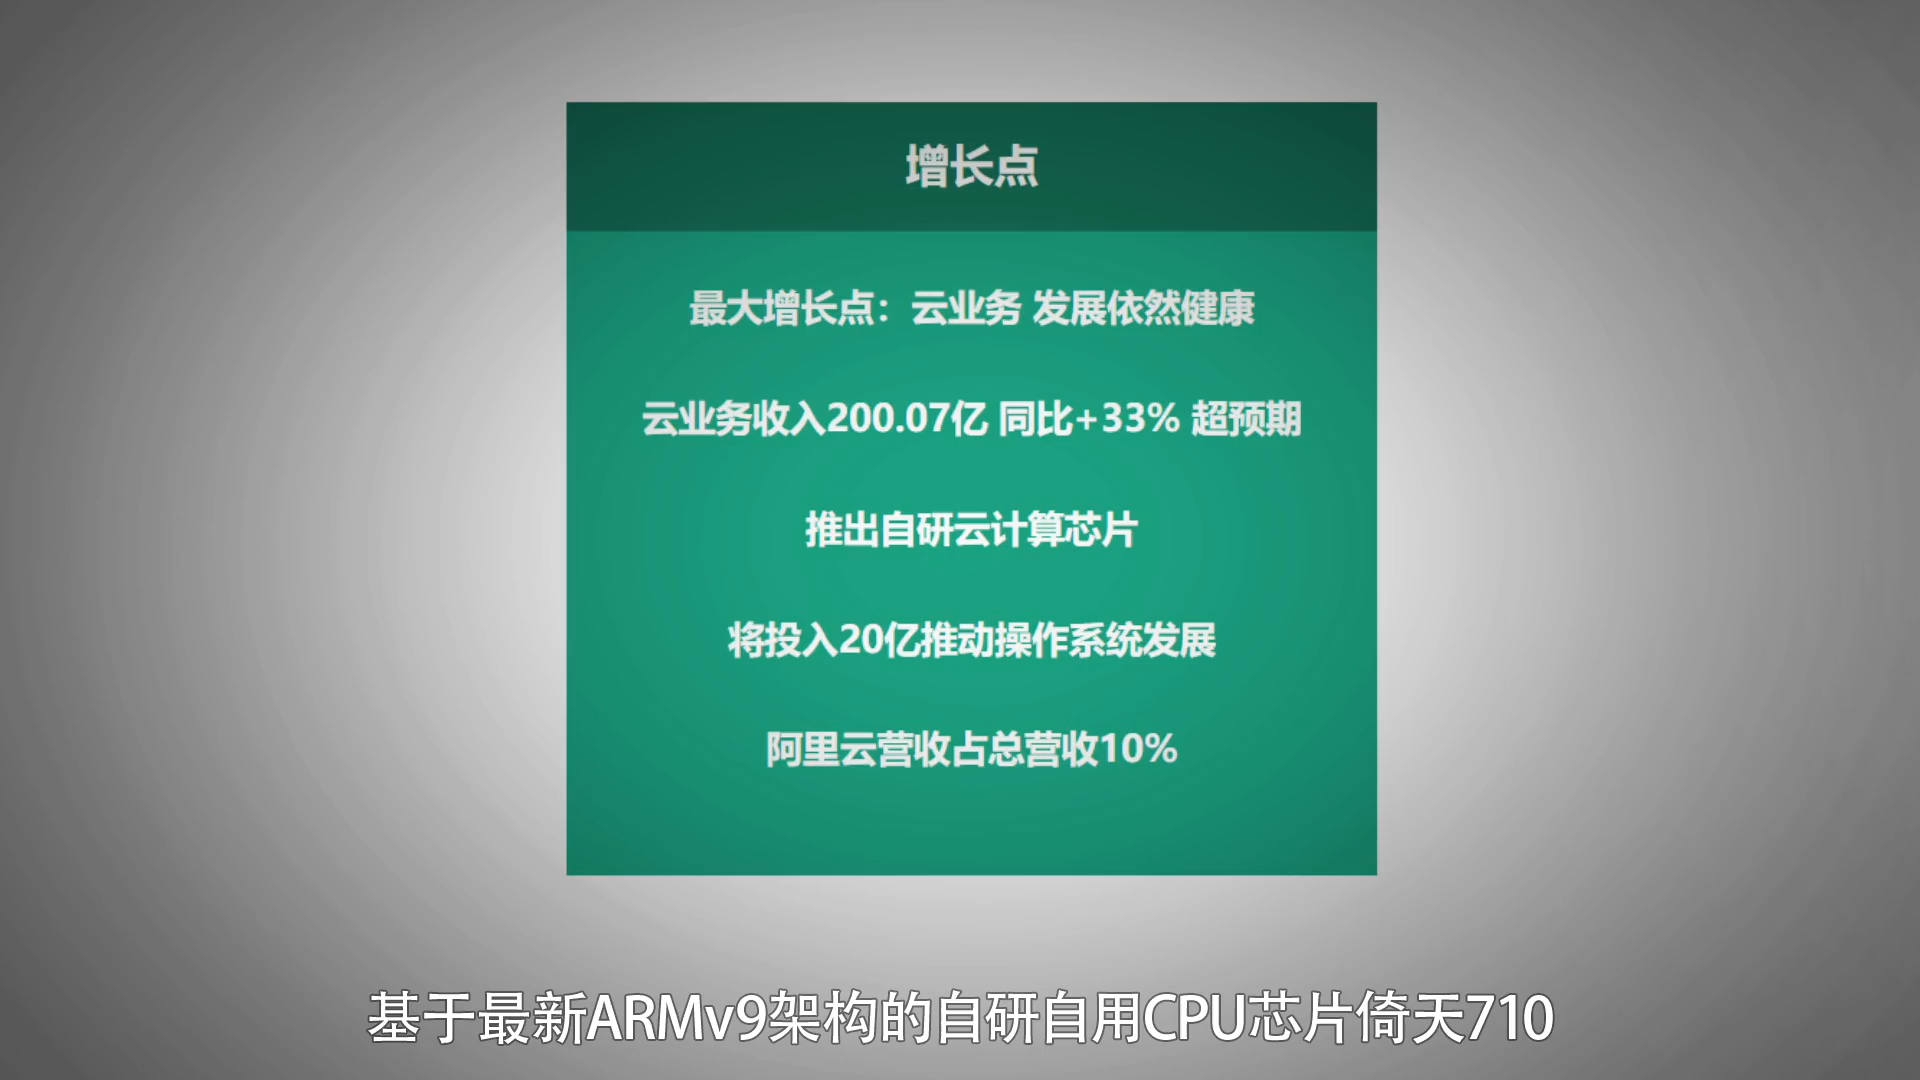 增长点
最大增长点：云业务 发展依然健康
云业务收入200.07亿 同比+33% 超预期
推出自研云计算芯片
将投入20亿推动操作系统发展
阿里云营收占总营收10%
基于最新ARMv9架构的自研自用CPU芯片倚天710